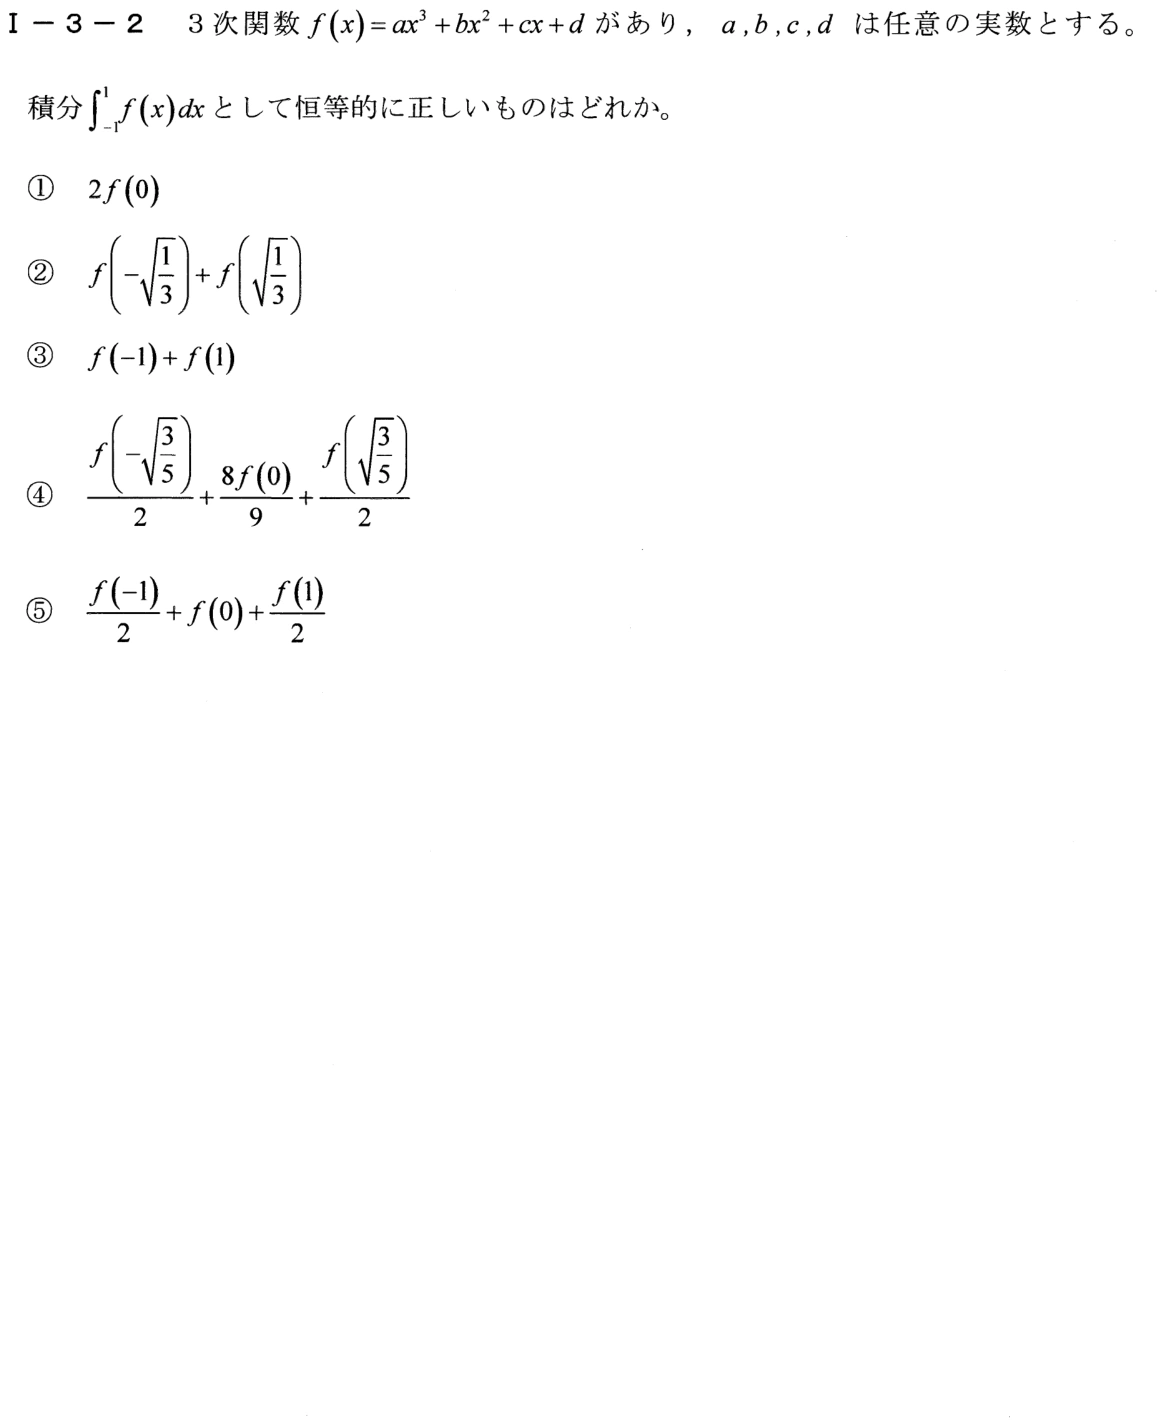 Ⅰ－３－２　３次関数 f(x)=ax³+bx²+cx+d があり，a,b,c,d は任意の実数とする。
積分∫₋₁¹ f(x)dx として恒等的に正しいものはどれか。
① 2f(0)
② f(-√(1/3))+f(√(1/3))
③ f(-1)+f(1)
④ f(-√(3/5))/2+8f(0)/9+f(√(3/5))/2
⑤ f(-1)/2+f(0)+f(1)/2